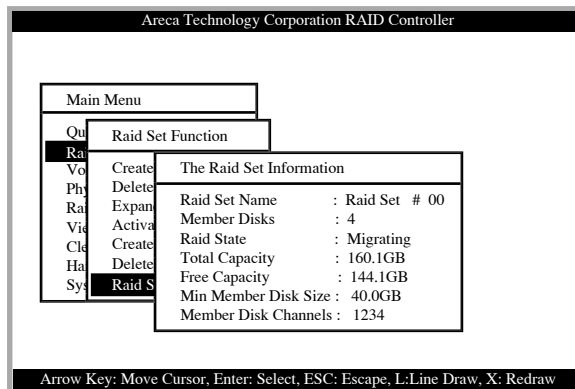 Areca Technology Corporation RAID Controller
Main Menu
Qu
Rai
Vo
Phy
Rai
Vie
Cle
Ha
Sys
Raid Set Function
Create
Delete
Expan
Activa
Create
Delete
Raid S
The Raid Set Information
Raid Set Name : Raid Set # 00
Member Disks : 4
Raid State : Migrating
Total Capacity : 160.1GB
Free Capacity : 144.1GB
Min Member Disk Size : 40.0GB
Member Disk Channels : 1234
Arrow Key: Move Cursor, Enter: Select, ESC: Escape, L:Line Draw, X: Redraw